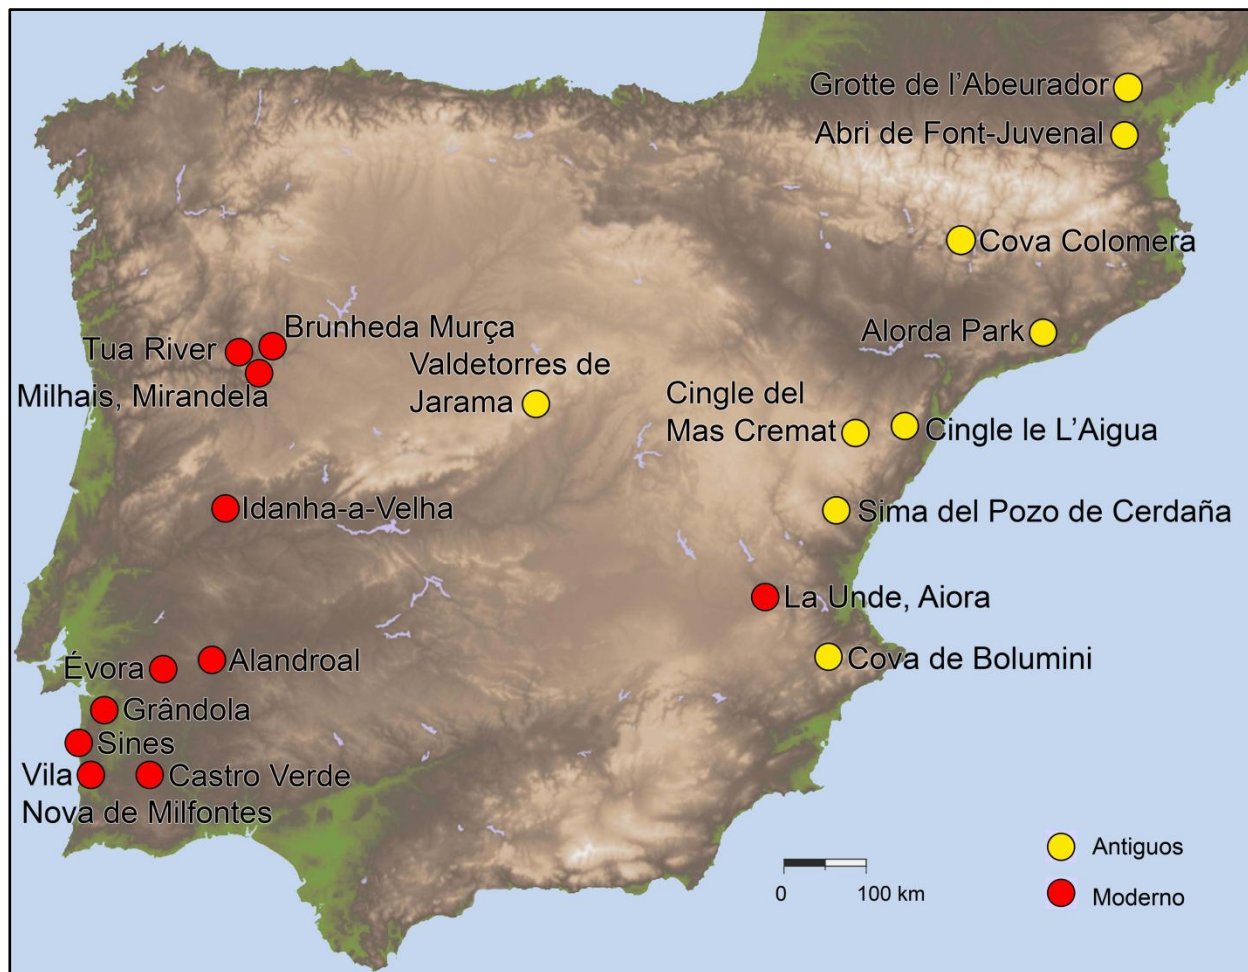 Grotte de l'Abeurador
Abri de Font-Juvenal
Cova Colomera
Brunheda Murça
Tua River
Milhais, Mirandela
Valdetorres de
Jarama
Alorda Park
Cingle del
Mas Cremat
Cingle le L'Aigua
Idanha-a-Velha
Sima del Pozo de Cerdaña
La Unde, Aiora
Cova de Bolumini
Alandroal
Évora
Grândola
Sines
Vila
Nova de Milfontes
Castro Verde
Antiguos
Moderno
0 100 km